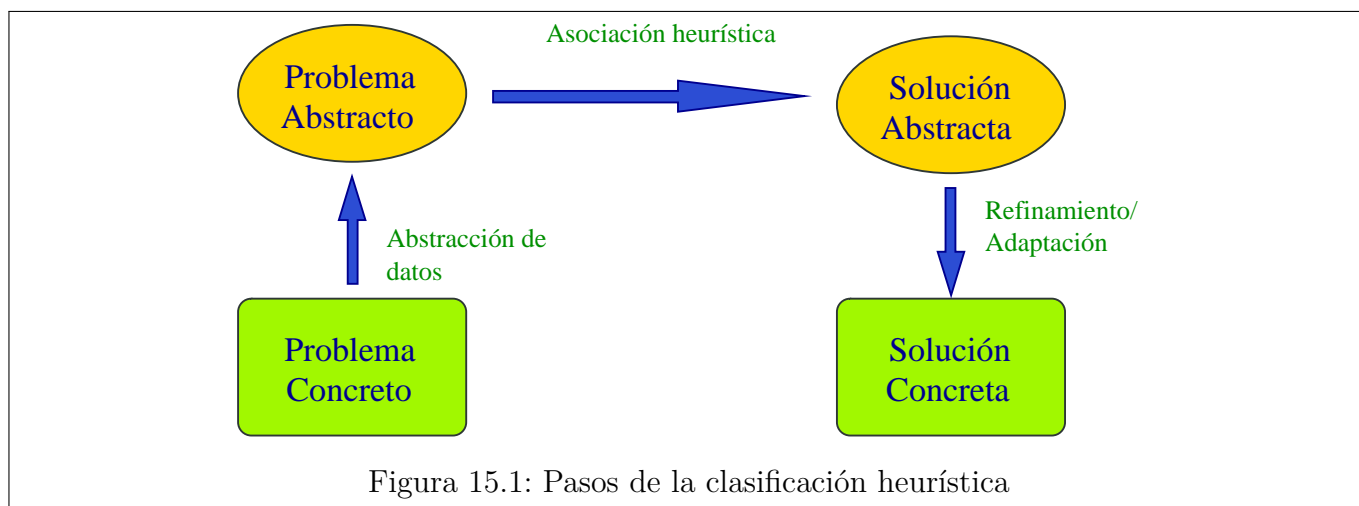 Asociación heurística
Problema
Abstracto
Solución
Abstracta
Abstracción de
datos
Refinamiento/
Adaptación
Problema
Concreto
Solución
Concreta
Figura 15.1: Pasos de la clasificación heurística